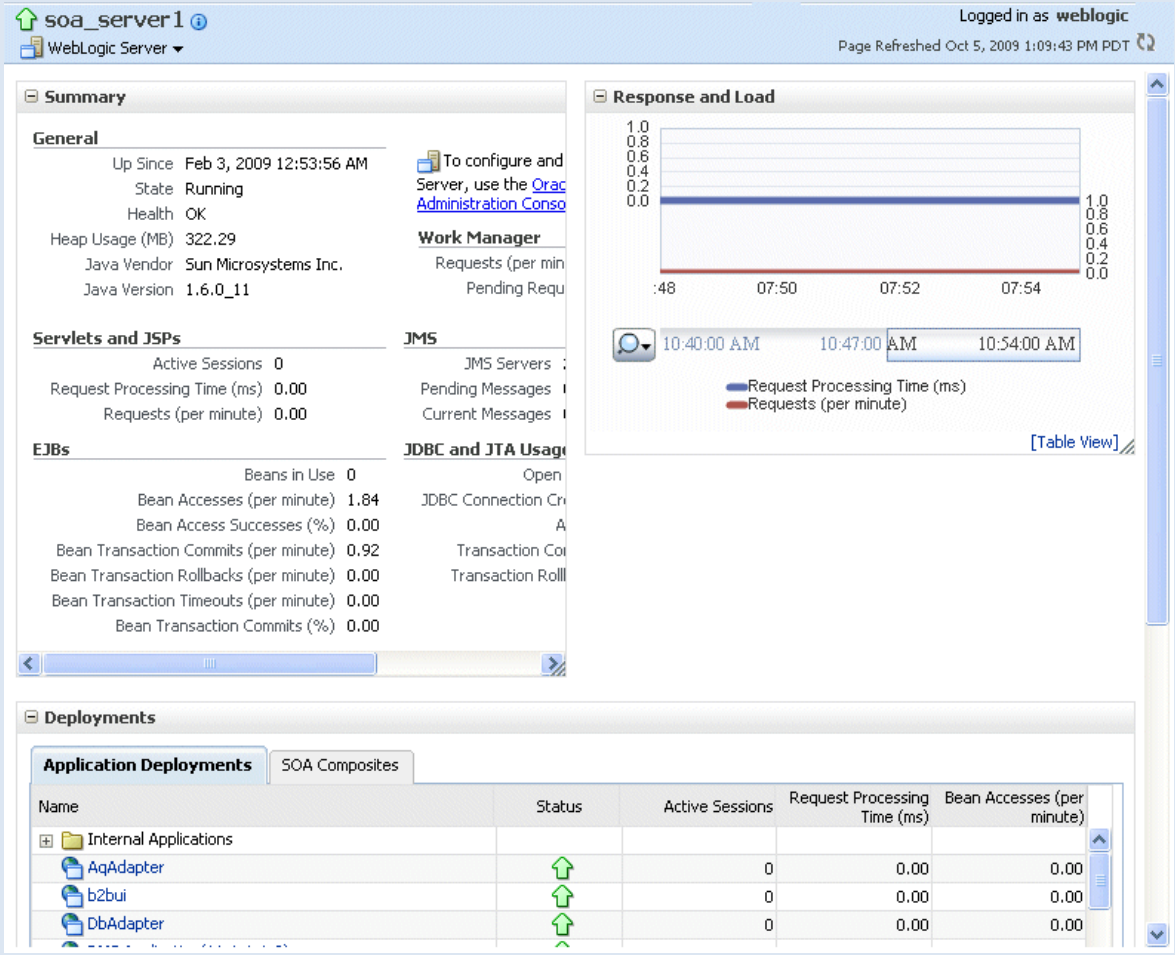 soa_server1
Logged in as weblogic
WebLogic Server
Page Refreshed Oct 5, 2009 1:09:43 PM PDT
Summary
General
Up Since Feb 3, 2009 12:53:56 AM
State Running
Health OK
Heap Usage (MB) 322.29
Java Vendor Sun Microsystems Inc.
Java Version 1.6.0_11
To configure and
Server, use the Orac
Administration Conso
Work Manager
Requests (per min
Pending Requ
Servlets and JSPs
Active Sessions 0
Request Processing Time (ms) 0.00
Requests (per minute) 0.00
JMS
JMS Servers
Pending Messages
Current Messages
EJBs
Beans in Use 0
Bean Accesses (per minute) 1.84
Bean Access Successes (%) 0.00
Bean Transaction Commits (per minute) 0.92
Bean Transaction Rollbacks (per minute) 0.00
Bean Transaction Timeouts (per minute) 0.00
Bean Transaction Commits (%) 0.00
JDBC and JTA Usage
Open
JDBC Connection Cre
A
Transaction Co
Transaction Roll
Response and Load
1.0
0.8
0.6
0.4
0.2
0.0
1.0
0.8
0.6
0.4
0.2
0.0
:48 07:50 07:52 07:54
10:40:00 AM 10:47:00 AM 10:54:00 AM
Request Processing Time (ms)
Requests (per minute)
[Table View]
Deployments
Application Deployments SOA Composites
Name Status Active Sessions Request Processing Time (ms) Bean Accesses (per minute)
Internal Applications
AqAdapter 0 0.00 0.00
b2bui 0 0.00 0.00
DbAdapter 0 0.00 0.00